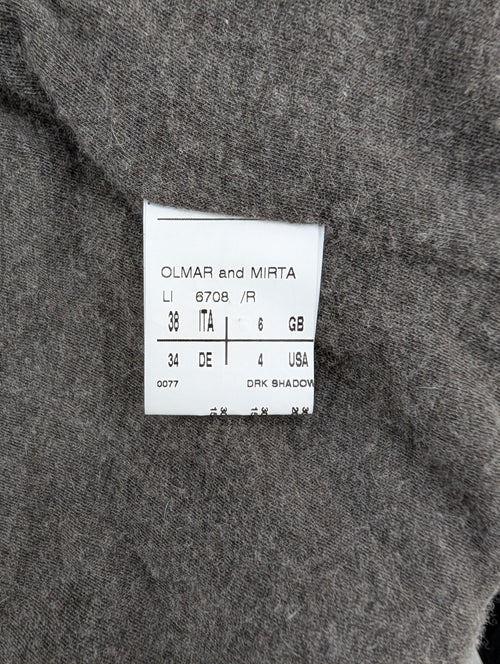 OLMAR and MIRTA
LI 6708 /R
38 ITA 6 GB
34 DE 4 USA
0077 DRK SHADOW